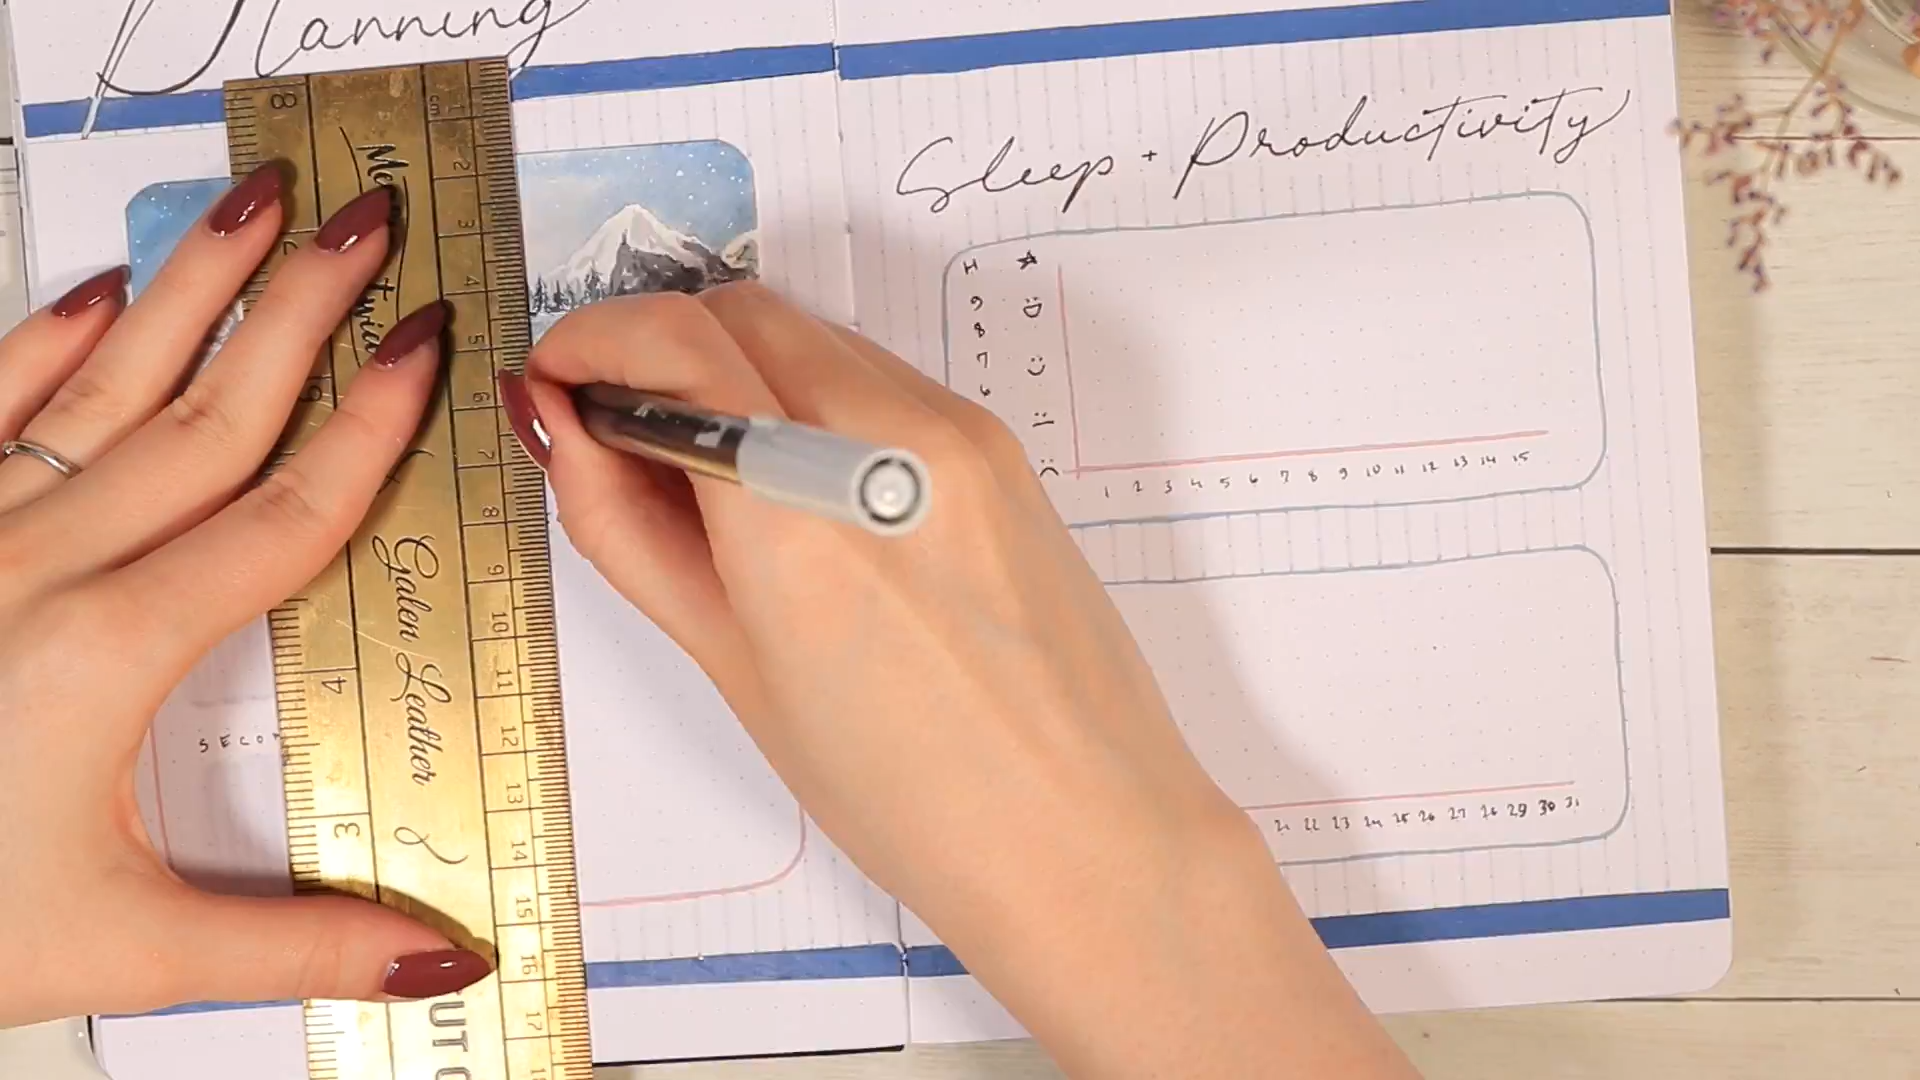 Planning
Sleep + Productivity
H
9
8
7
6
1 2 3 4 5 6 7 8 9 10 11 12 13 14 15
21 22 23 24 25 26 27 28 29 30 31
SECO
8
4
3
cm 1 2 3 4 5 6 7 8 9 10 11 12 13 14 15 16 17
Galen Leather